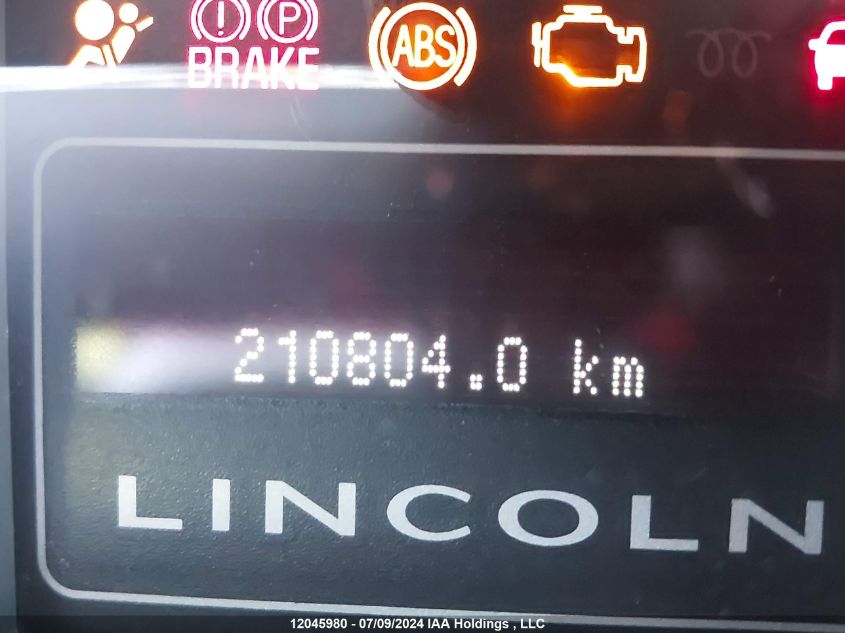 ! P
BRAKE
ABS
210804.0 km
LINCOLN
12045980 - 07/09/2024 IAA Holdings , LLC